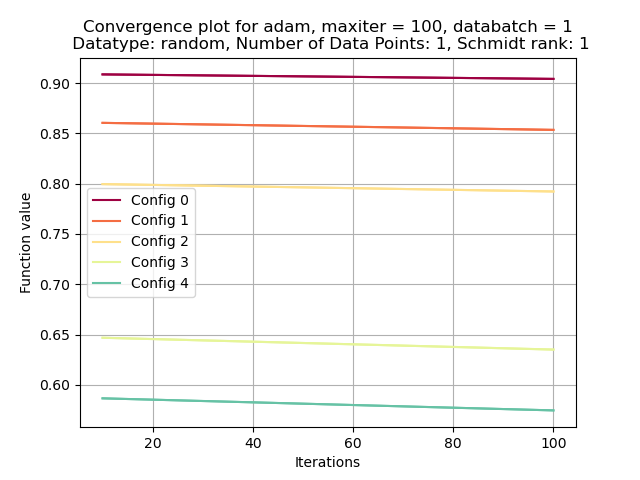 Convergence plot for adam, maxiter = 100, databatch = 1
Datatype: random, Number of Data Points: 1, Schmidt rank: 1
0.90
0.85
0.80
0.75
0.70
0.65
0.60
Function value
Config 0
Config 1
Config 2
Config 3
Config 4
20 40 60 80 100
Iterations